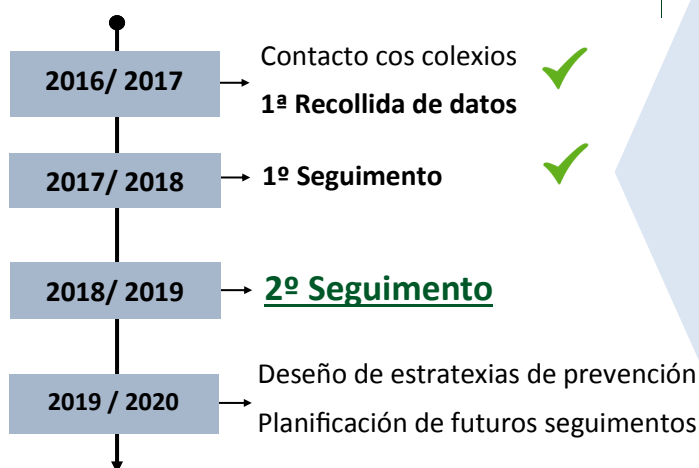 2016/ 2017
Contacto cos colexios
1ª Recollida de datos
2017/ 2018
1º Seguimento
2018/ 2019
2º Seguimento
2019 / 2020
Deseño de estratexias de prevención
Planificación de futuros seguimentos